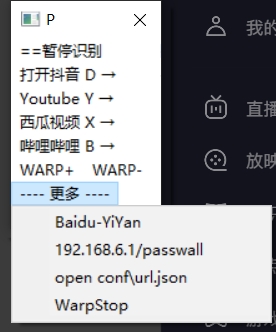 P
我的
==暂停识别
打开抖音 D →
Youtube Y →
直播
西瓜视频 X →
哔哩哔哩 B →
放映
WARP+ WARP-
---- 更多 ----
Baidu-YiYan
192.168.6.1/passwall
open conf\url.json
WarpStop